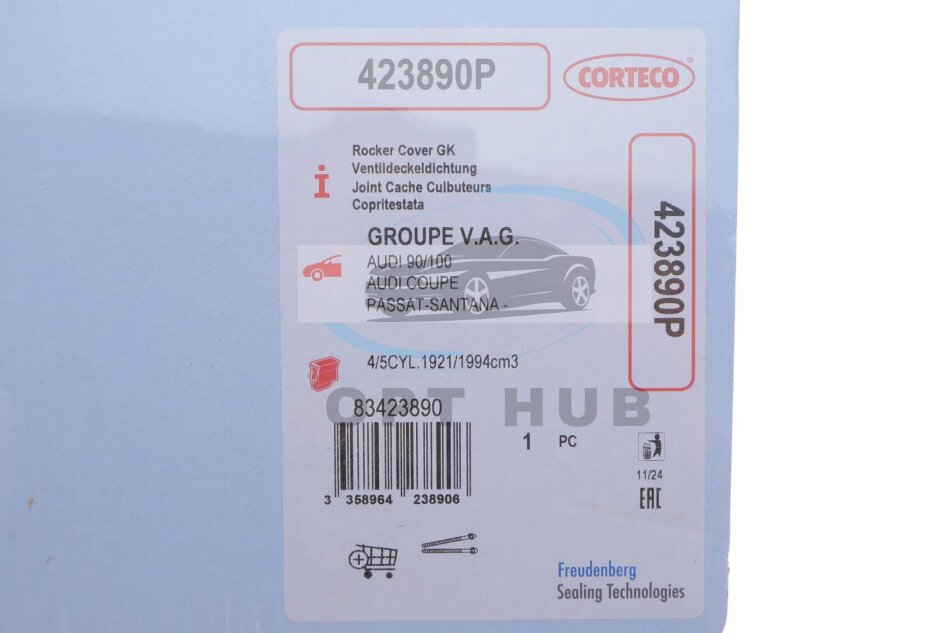 423890P
CORTECO®
Rocker Cover GK
Ventildeckeldichtung
Joint Cache Culbuteurs
Copritestata
423890P
GROUPE V.A.G.
AUDI 90/100
AUDI COUPE
PASSAT-SANTANA -
4/5CYL.1921/1994cm3
OPT HUB
83423890
1 PC
3 358964 238906
11/24
EAC
Freudenberg
Sealing Technologies